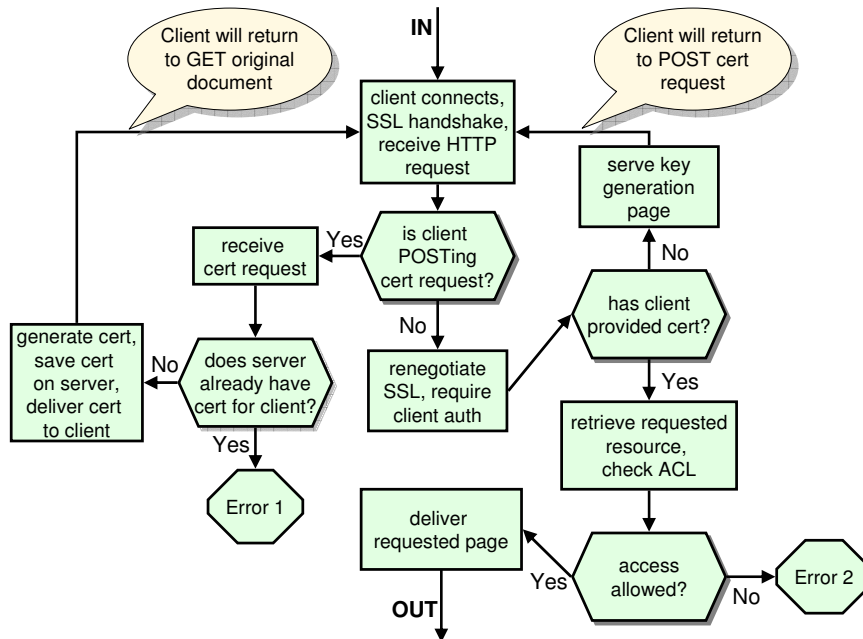 Client will return
to GET original
document
IN
Client will return
to POST cert
request
client connects,
SSL handshake,
receive HTTP
request
serve key
generation
page
receive
cert request
Yes
is client
POSTing
cert request?
No
No
has client
provided cert?
generate cert,
save cert
on server,
deliver cert
to client
No
does server
already have
cert for client?
renegotiate
SSL, require
client auth
Yes
retrieve requested
resource,
check ACL
Yes
Error 1
deliver
requested page
Yes
access
allowed?
No
Error 2
OUT